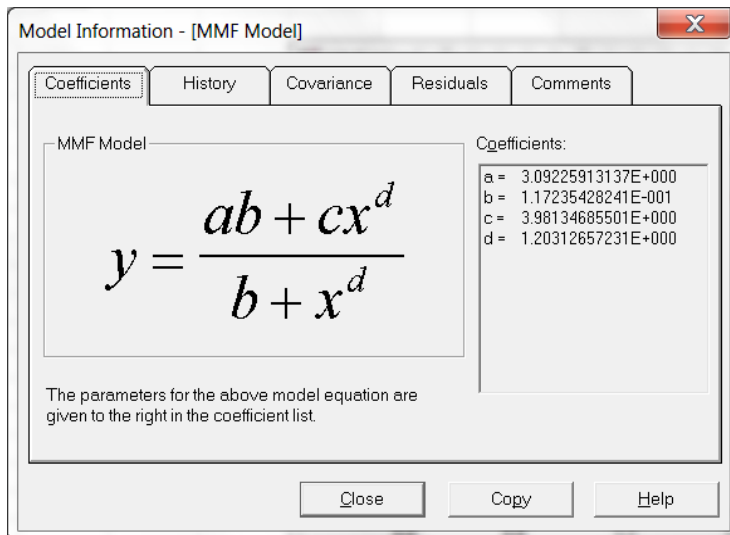 Model Information - [MMF Model]
X
Coefficients History Covariance Residuals Comments
MMF Model
y = \frac{ab + cx^d}{b + x^d}
Coefficients:
a = 3.09225913137E+000
b = 1.17235428241E-001
c = 3.98134685501E+000
d = 1.20312657231E+000
The parameters for the above model equation are
given to the right in the coefficient list.
Close Copy Help